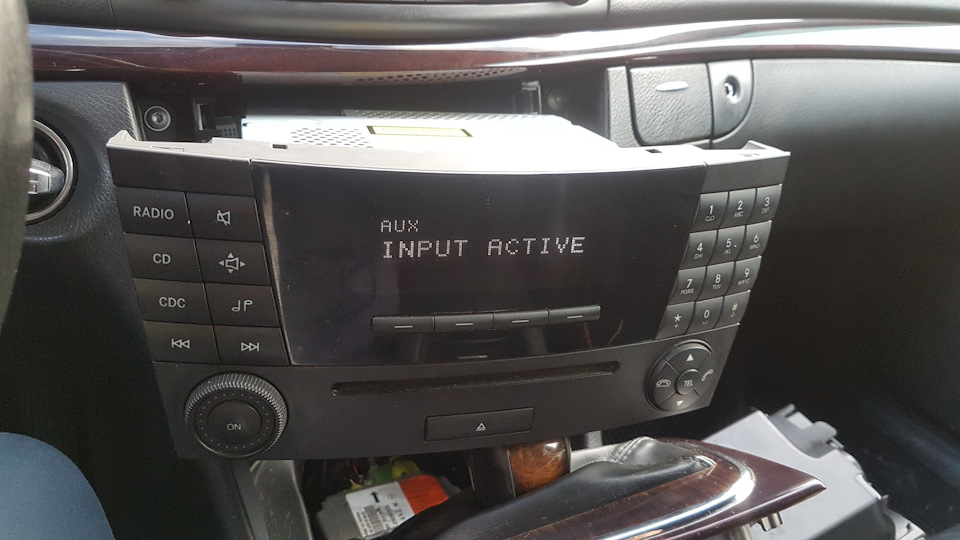 RADIO
CD
CDC
ON
AUX
INPUT ACTIVE
1
2 ABC
3 DEF
4 GHI
5 JKL
6 MNO
7 PQRS
8 TUV
9 WXYZ
* +
0
#
TEL